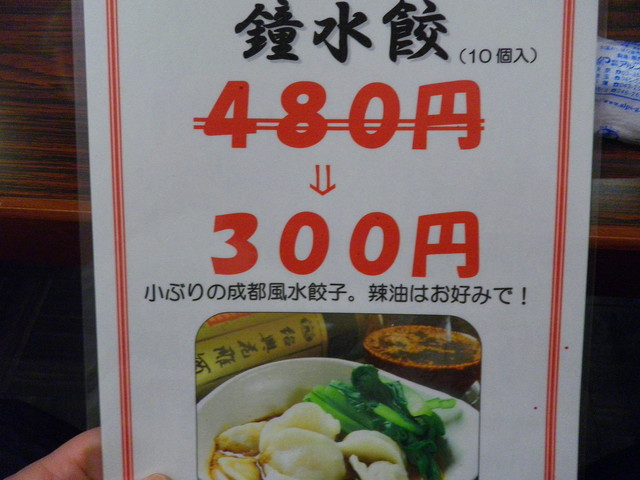 鐘水餃(10個入)
480円
⇓
300円
小ぶりの成都風水餃子。辣油はお好みで!